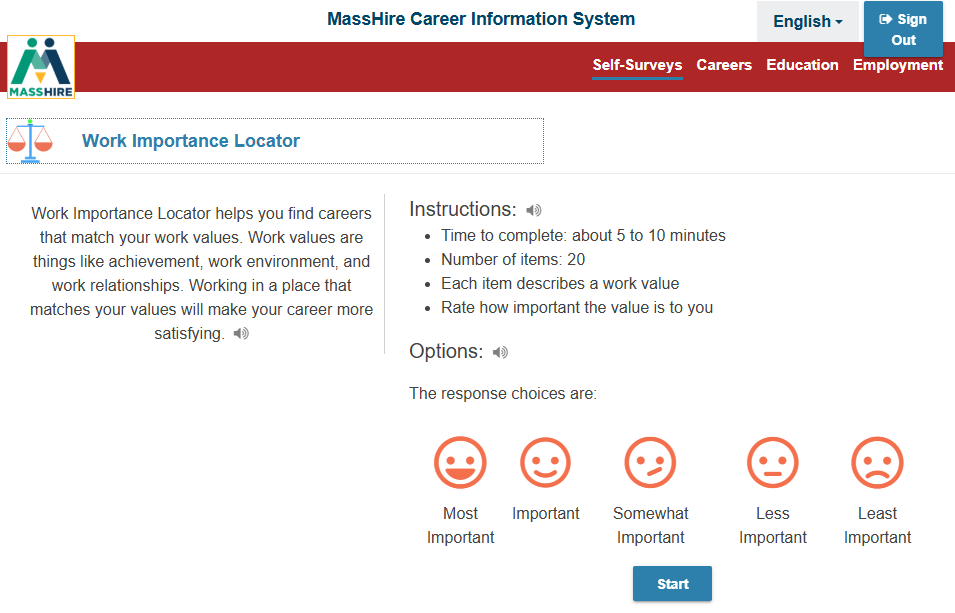 MassHire Career Information System
English
Sign
Out
MASSHIRE
Self-Surveys Careers Education Employment
Work Importance Locator
Work Importance Locator helps you find careers
that match your work values. Work values are
things like achievement, work environment, and
work relationships. Working in a place that
matches your values will make your career more
satisfying.
Instructions:
Time to complete: about 5 to 10 minutes
Number of items: 20
Each item describes a work value
Rate how important the value is to you
Options:
The response choices are:
Most
Important
Important
Somewhat
Important
Less
Important
Least
Important
Start